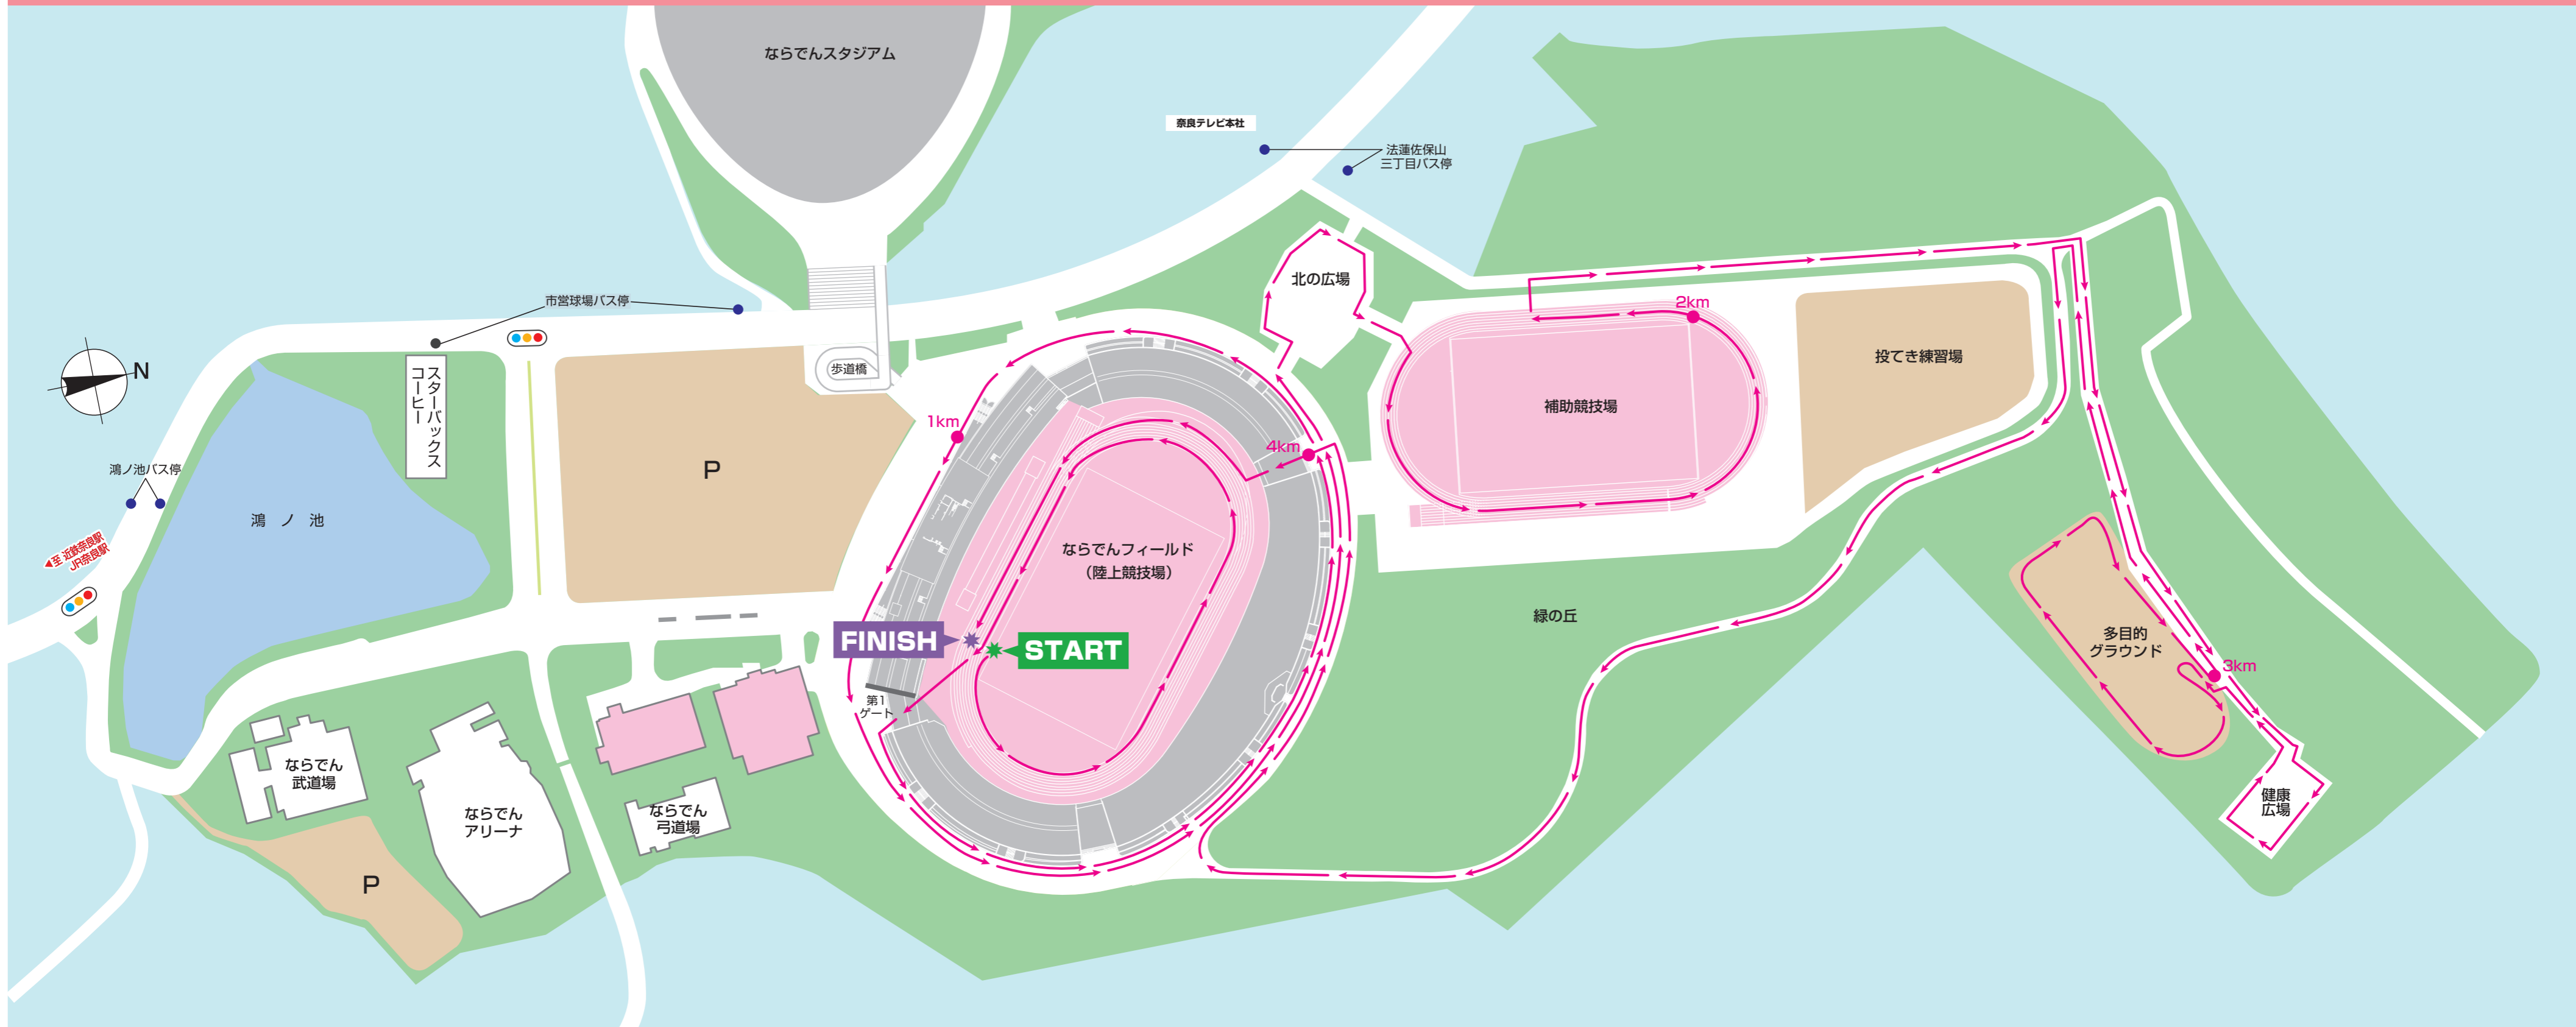 ならでんスタジアム
奈良テレビ本社
法蓮佐保山
三丁目バス停
北の広場
市営球場バス停
2km
投てき練習場
N
歩道橋
スターバックス
コーヒー
補助競技場
1km
4km
P
鴻ノ池バス停
鴻ノ池
至 近鉄奈良駅
JR奈良駅
ならでんフィールド
（陸上競技場）
緑の丘
FINISH
START
多目的
グラウンド
3km
第1
ゲート
ならでん
武道場
ならでん
アリーナ
ならでん
弓道場
健康
広場
P